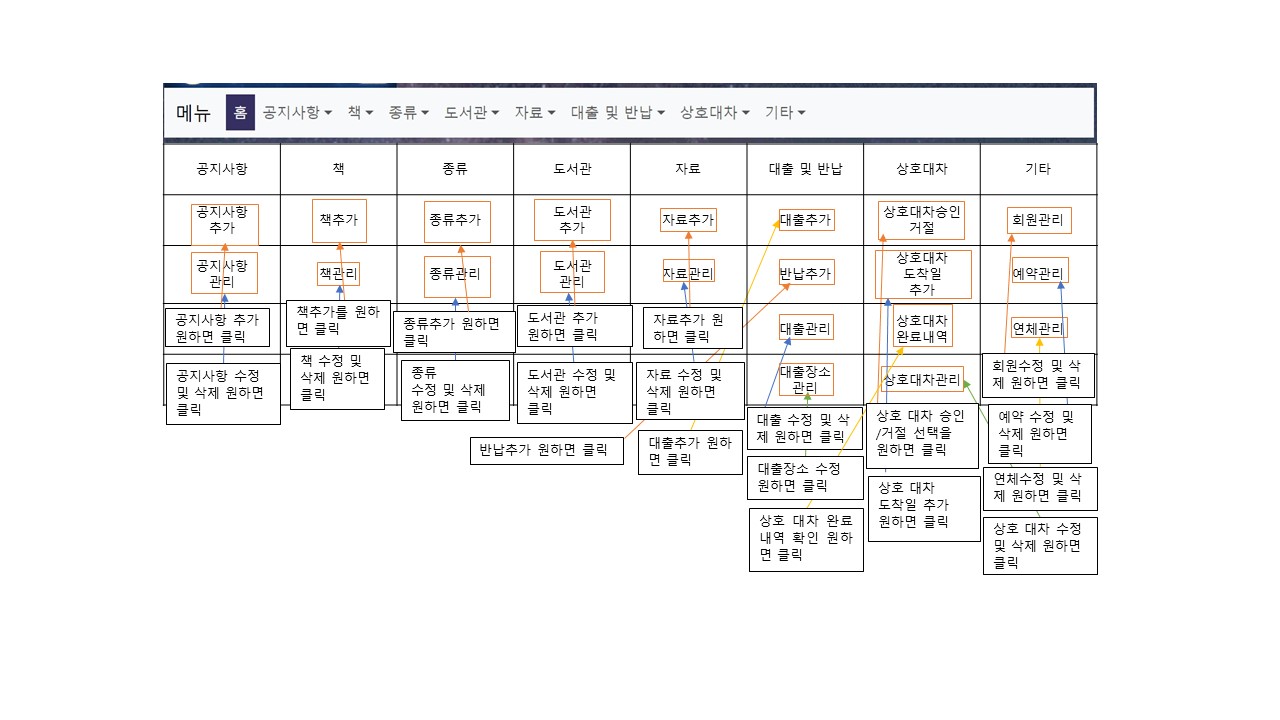 메뉴 홈 공지사항 책 종류 도서관 자료 대출 및 반납 상호대차 기타
공지사항 책 종류 도서관 자료 대출 및 반납 상호대차 기타
공지사항
추가
책추가
종류추가
도서관
추가
자료추가
대출추가
상호대차승인
거절
회원관리
공지사항
관리
책관리
종류관리
도서관
관리
자료관리
반납추가
상호대차
도착일
추가
예약관리
대출관리
상호대차
완료내역
연체관리
대출장소
관리
상호대차관리
공지사항 추가
원하면 클릭
책추가를 원하
면 클릭
종류추가 원하면
클릭
도서관 추가
원하면 클릭
자료추가 원
하면 클릭
공지사항 수정
및 삭제 원하면
클릭
책 수정 및
삭제 원하면
클릭
종류
수정 및 삭제
원하면 클릭
도서관 수정 및
삭제 원하면
클릭
자료 수정 및
삭제 원하면
클릭
회원수정 및 삭
제 원하면 클릭
대출 수정 및 삭
제 원하면 클릭
상호 대차 승인
/거절 선택을
원하면 클릭
예약 수정 및
삭제 원하면
클릭
반납추가 원하면 클릭
대출추가 원하
면 클릭
대출장소 수정
원하면 클릭
상호 대차
도착일 추가
원하면 클릭
연체수정 및 삭
제 원하면 클릭
상호 대차 완료
내역 확인 원하
면 클릭
상호 대차 수정
및 삭제 원하면
클릭